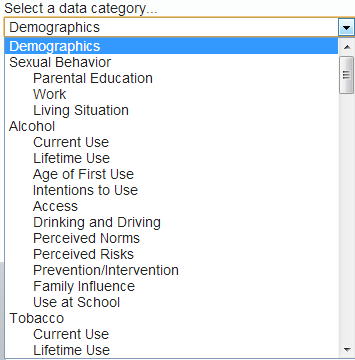 Select a data category...
Demographics
Demographics
Sexual Behavior
Parental Education
Work
Living Situation
Alcohol
Current Use
Lifetime Use
Age of First Use
Intentions to Use
Access
Drinking and Driving
Perceived Norms
Perceived Risks
Prevention/Intervention
Family Influence
Use at School
Tobacco
Current Use
Lifetime Use